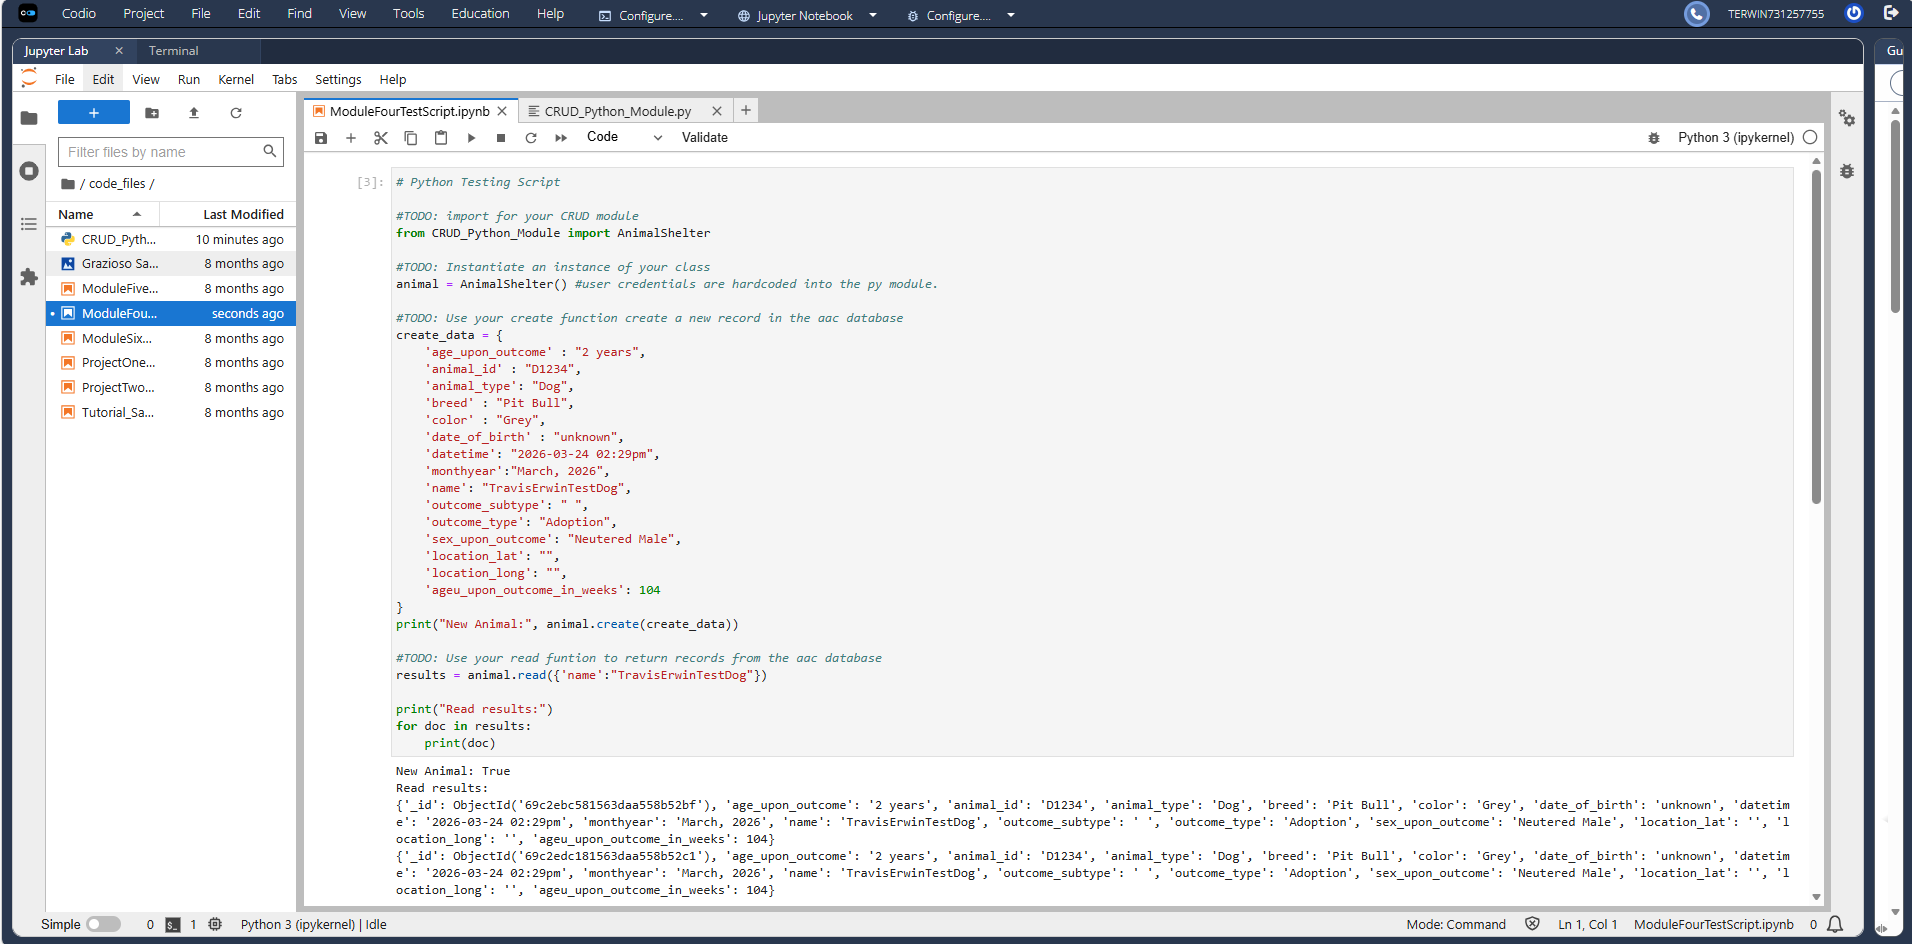 Codio Project File Edit Find View Tools Education Help Configure.... Jupyter Notebook Configure.... TERWIN731257755
Jupyter Lab Terminal Gu
File Edit View Run Kernel Tabs Settings Help
ModuleFourTestScript.ipynb CRUD_Python_Module.py
Code Validate Python 3 (ipykernel)
Filter files by name
/ code_files /
Name Last Modified
CRUD_Pyth... 10 minutes ago
Grazioso Sa... 8 months ago
ModuleFive... 8 months ago
ModuleFou... seconds ago
ModuleSix... 8 months ago
ProjectOne... 8 months ago
ProjectTwo... 8 months ago
Tutorial_Sa... 8 months ago
[3]: # Python Testing Script
#TODO: import for your CRUD module
from CRUD_Python_Module import AnimalShelter
#TODO: Instantiate an instance of your class
animal = AnimalShelter() #user credentials are hardcoded into the py module.
#TODO: Use your create function create a new record in the aac database
create_data = {
'age_upon_outcome' : "2 years",
'animal_id' : "D1234",
'animal_type': "Dog",
'breed' : "Pit Bull",
'color' : "Grey",
'date_of_birth' : "unknown",
'datetime': "2026-03-24 02:29pm",
'monthyear':"March, 2026",
'name': "TravisErwinTestDog",
'outcome_subtype': " ",
'outcome_type': "Adoption",
'sex_upon_outcome': "Neutered Male",
'location_lat': "",
'location_long': "",
'ageu_upon_outcome_in_weeks': 104
}
print("New Animal:", animal.create(create_data))
#TODO: Use your read funtion to return records from the aac database
results = animal.read({'name':"TravisErwinTestDog"})
print("Read results:")
for doc in results:
print(doc)
New Animal: True
Read results:
{'_id': ObjectId('69c2ebc581563daa558b52bf'), 'age_upon_outcome': '2 years', 'animal_id': 'D1234', 'animal_type': 'Dog', 'breed': 'Pit Bull', 'color': 'Grey', 'date_of_birth': 'unknown', 'datetim
e': '2026-03-24 02:29pm', 'monthyear': 'March, 2026', 'name': 'TravisErwinTestDog', 'outcome_subtype': ' ', 'outcome_type': 'Adoption', 'sex_upon_outcome': 'Neutered Male', 'location_lat': '', 'l
ocation_long': '', 'ageu_upon_outcome_in_weeks': 104}
{'_id': ObjectId('69c2edc181563daa558b52c1'), 'age_upon_outcome': '2 years', 'animal_id': 'D1234', 'animal_type': 'Dog', 'breed': 'Pit Bull', 'color': 'Grey', 'date_of_birth': 'unknown', 'datetim
e': '2026-03-24 02:29pm', 'monthyear': 'March, 2026', 'name': 'TravisErwinTestDog', 'outcome_subtype': ' ', 'outcome_type': 'Adoption', 'sex_upon_outcome': 'Neutered Male', 'location_lat': '', 'l
ocation_long': '', 'ageu_upon_outcome_in_weeks': 104}
Simple 0 1 Python 3 (ipykernel) | Idle Mode: Command Ln 1, Col 1 ModuleFourTestScript.ipynb 0